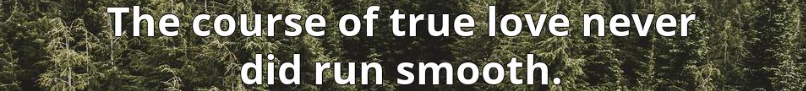 The course of true love never
did run smooth.